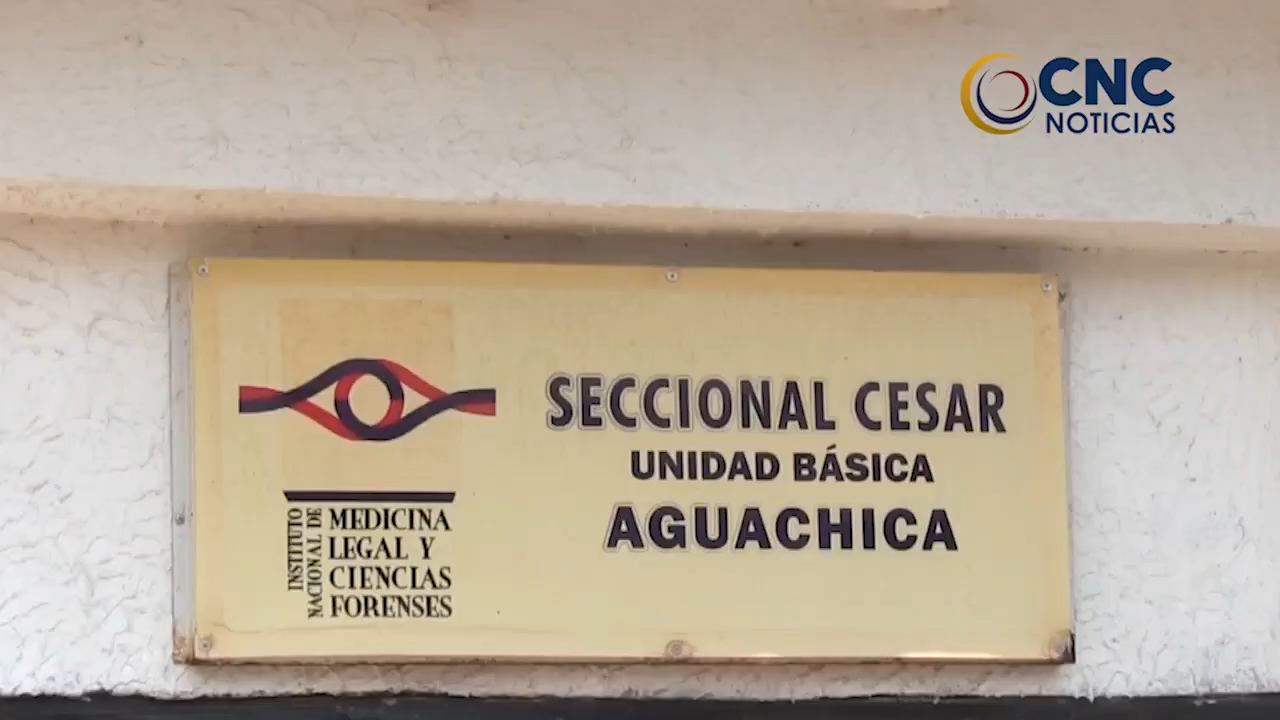 CNC
NOTICIAS
SECCIONAL CESAR
UNIDAD BÁSICA
AGUACHICA
INSTITUTO
NACIONAL DE
MEDICINA
LEGAL Y
CIENCIAS
FORENSES